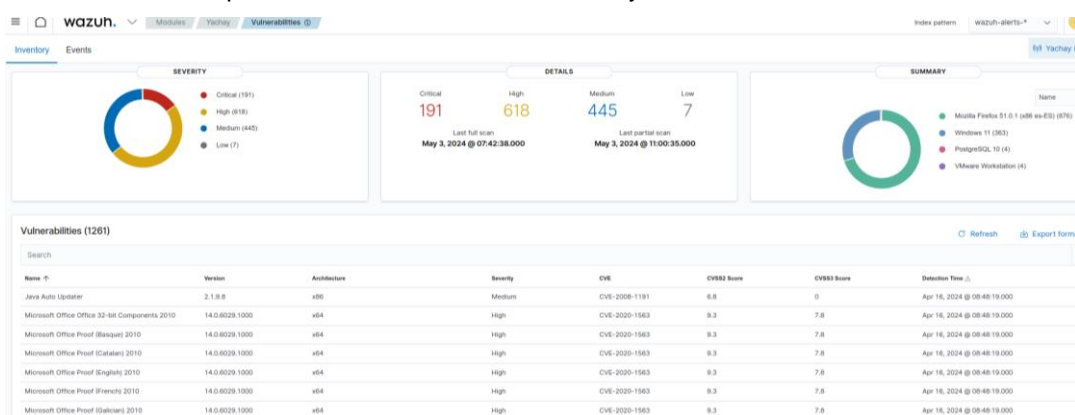 wazuh. Modules Yachay Vulnerabilities Index pattern wazuh-alerts-*
Inventory Events Yachay
SEVERITY
Critical (191)
High (618)
Medium (445)
Low (7)
DETAILS
Critical High Medium Low
191 618 445 7
Last full scan Last partial scan
May 3, 2024 @ 07:42:38.000 May 3, 2024 @ 11:00:35.000
SUMMARY
Name
Mozilla Firefox 51.0.1 (x86 es-ES) (876)
Windows 11 (363)
PostgreSQL 10 (4)
VMware Workstation (4)
Vulnerabilities (1261) Refresh Export form
Search
Name Version Architecture Severity CVE CVSS2 Score CVSS3 Score Detection Time
Java Auto Updater 2.1.9.8 x86 Medium CVE-2008-1191 6.8 0 Apr 16, 2024 @ 08:48:19.000
Microsoft Office Office 32-bit Components 2010 14.0.6029.1000 x64 High CVE-2020-1563 9.3 7.8 Apr 16, 2024 @ 08:48:19.000
Microsoft Office Proof (Basque) 2010 14.0.6029.1000 x64 High CVE-2020-1563 9.3 7.8 Apr 16, 2024 @ 08:48:19.000
Microsoft Office Proof (Catalan) 2010 14.0.6029.1000 x64 High CVE-2020-1563 9.3 7.8 Apr 16, 2024 @ 08:48:19.000
Microsoft Office Proof (English) 2010 14.0.6029.1000 x64 High CVE-2020-1563 9.3 7.8 Apr 16, 2024 @ 08:48:19.000
Microsoft Office Proof (French) 2010 14.0.6029.1000 x64 High CVE-2020-1563 9.3 7.8 Apr 16, 2024 @ 08:48:19.000
Microsoft Office Proof (Galician) 2010 14.0.6029.1000 x64 High CVE-2020-1563 9.3 7.8 Apr 16, 2024 @ 08:48:19.000